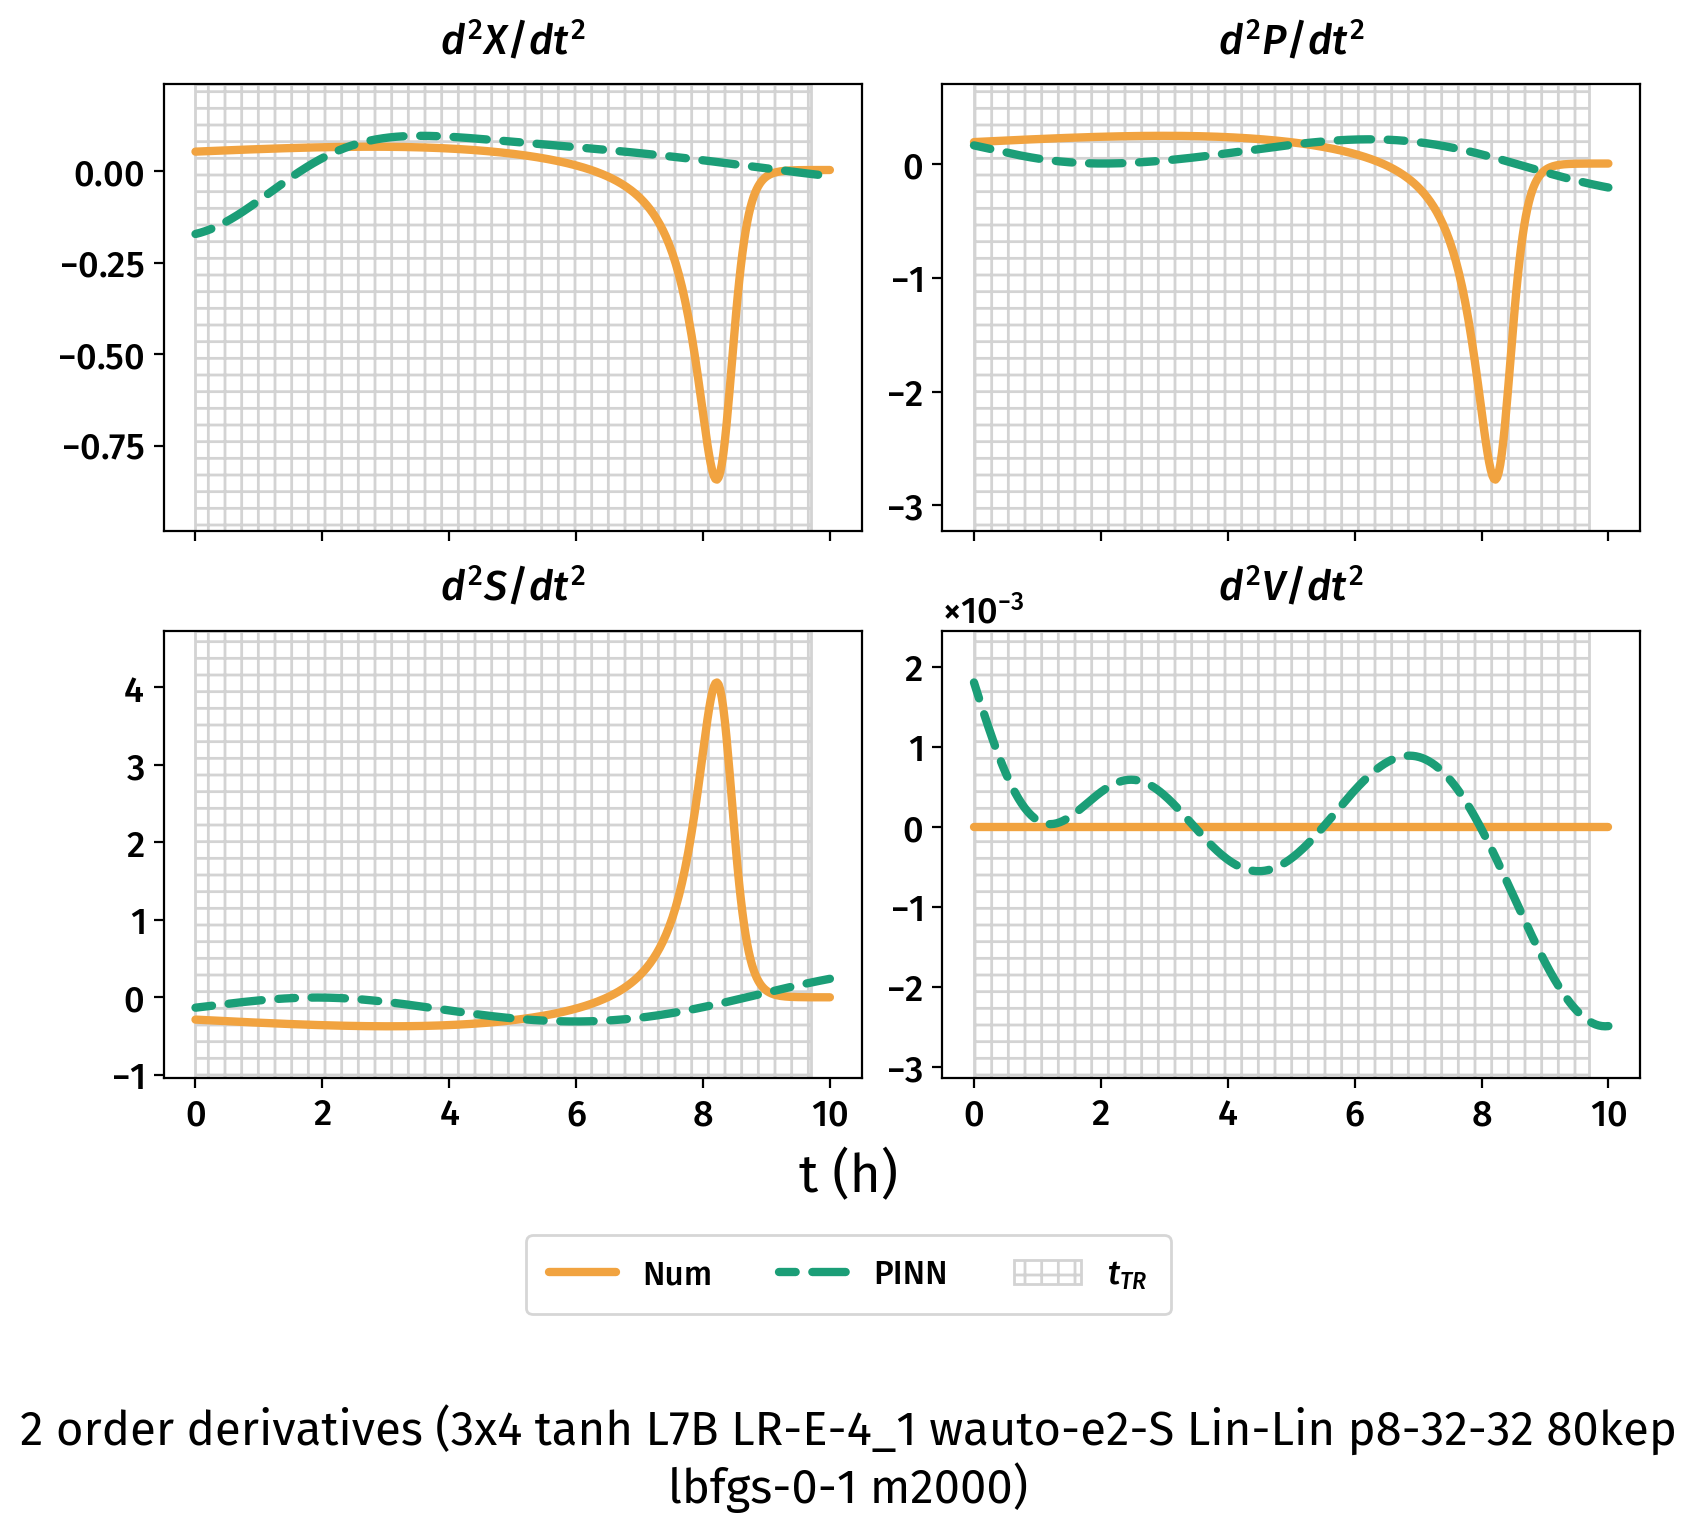 d²X/dt²
d²P/dt²
0.00
−0.25
−0.50
−0.75
0
−1
−2
−3
d²S/dt²
d²V/dt²
×10⁻³
4
3
2
1
0
−1
2
1
0
−1
−2
−3
0 2 4 6 8 10
0 2 4 6 8 10
t (h)
Num PINN t_TR
2 order derivatives (3x4 tanh L7B LR-E-4_1 wauto-e2-S Lin-Lin p8-32-32 80kep
lbfgs-0-1 m2000)